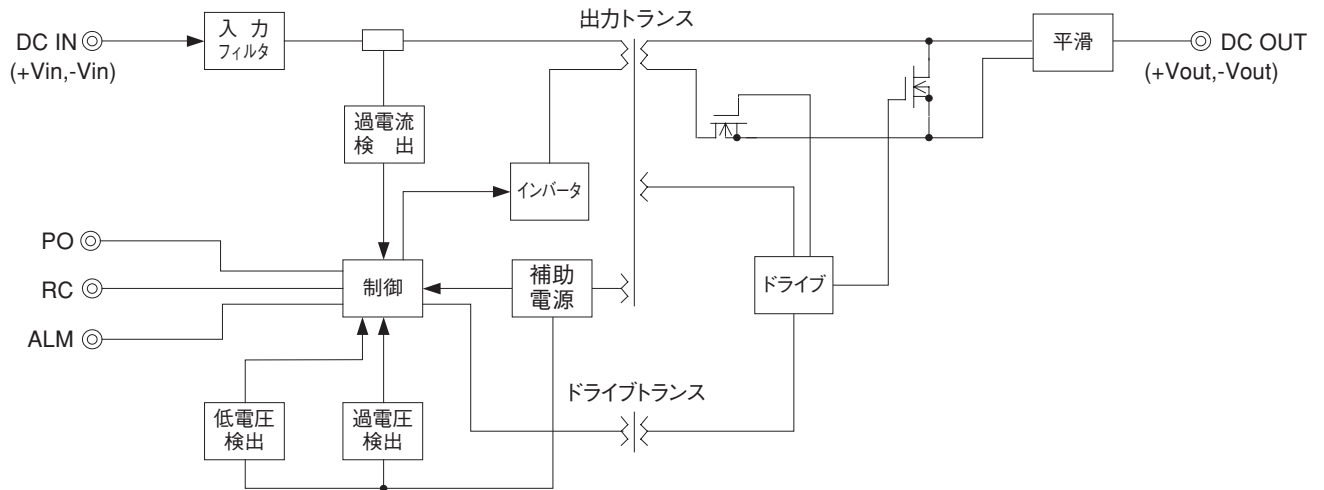 出力トランス
DC IN
(+Vin,-Vin)
入 力
フィルタ
平滑
DC OUT
(+Vout,-Vout)
過電流
検 出
インバータ
PO
RC
ALM
制御
補助
電源
ドライブ
ドライブトランス
低電圧
検出
過電圧
検出